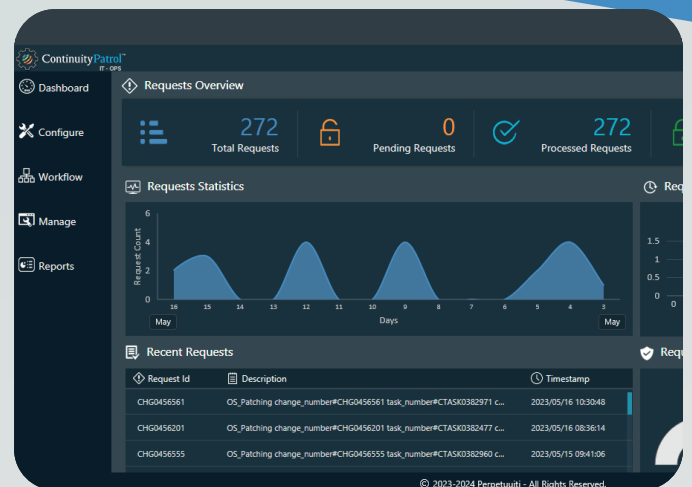 ContinuityPatrol™
IT - OPS
Dashboard
Configure
Workflow
Manage
Reports
Requests Overview
272
Total Requests
0
Pending Requests
272
Processed Requests
Requests Statistics
Req
Request Count
6
4
2
0
16 15 14 13 12 11 10 9 8 7 6 5 4 3
May
Days
May
1.5
1
0.5
0
0
Recent Requests
Requ
Request Id Description Timestamp
CHG0456561 OS_Patching change_number#CHG0456561 task_number#CTASK0382971 c... 2023/05/16 10:30:48
CHG0456201 OS_Patching change_number#CHG0456201 task_number#CTASK0382477 c... 2023/05/16 08:36:14
CHG0456555 OS_Patching change_number#CHG0456555 task_number#CTASK0382960 c... 2023/05/15 09:41:06
© 2023-2024 Perpetuuiti - All Rights Reserved.